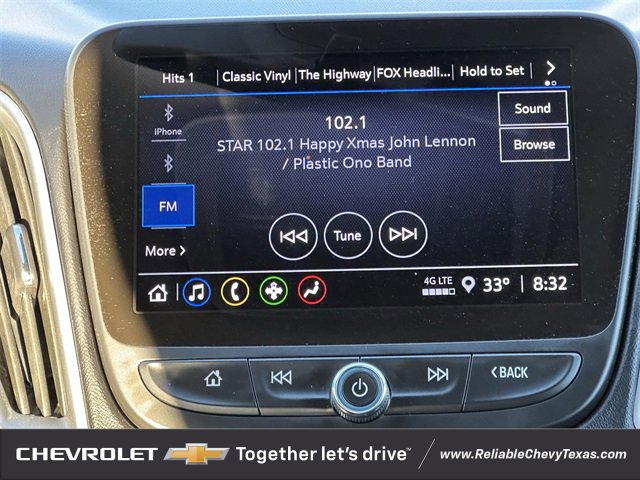 Hits 1 Classic Vinyl The Highway FOX Headli... Hold to Set
iPhone
102.1
STAR 102.1 Happy Xmas John Lennon
/ Plastic Ono Band
Sound
Browse
FM
More
Tune
4G LTE
33° 8:32
BACK
CHEVROLET Together let's drive™ www.ReliableChevyTexas.com